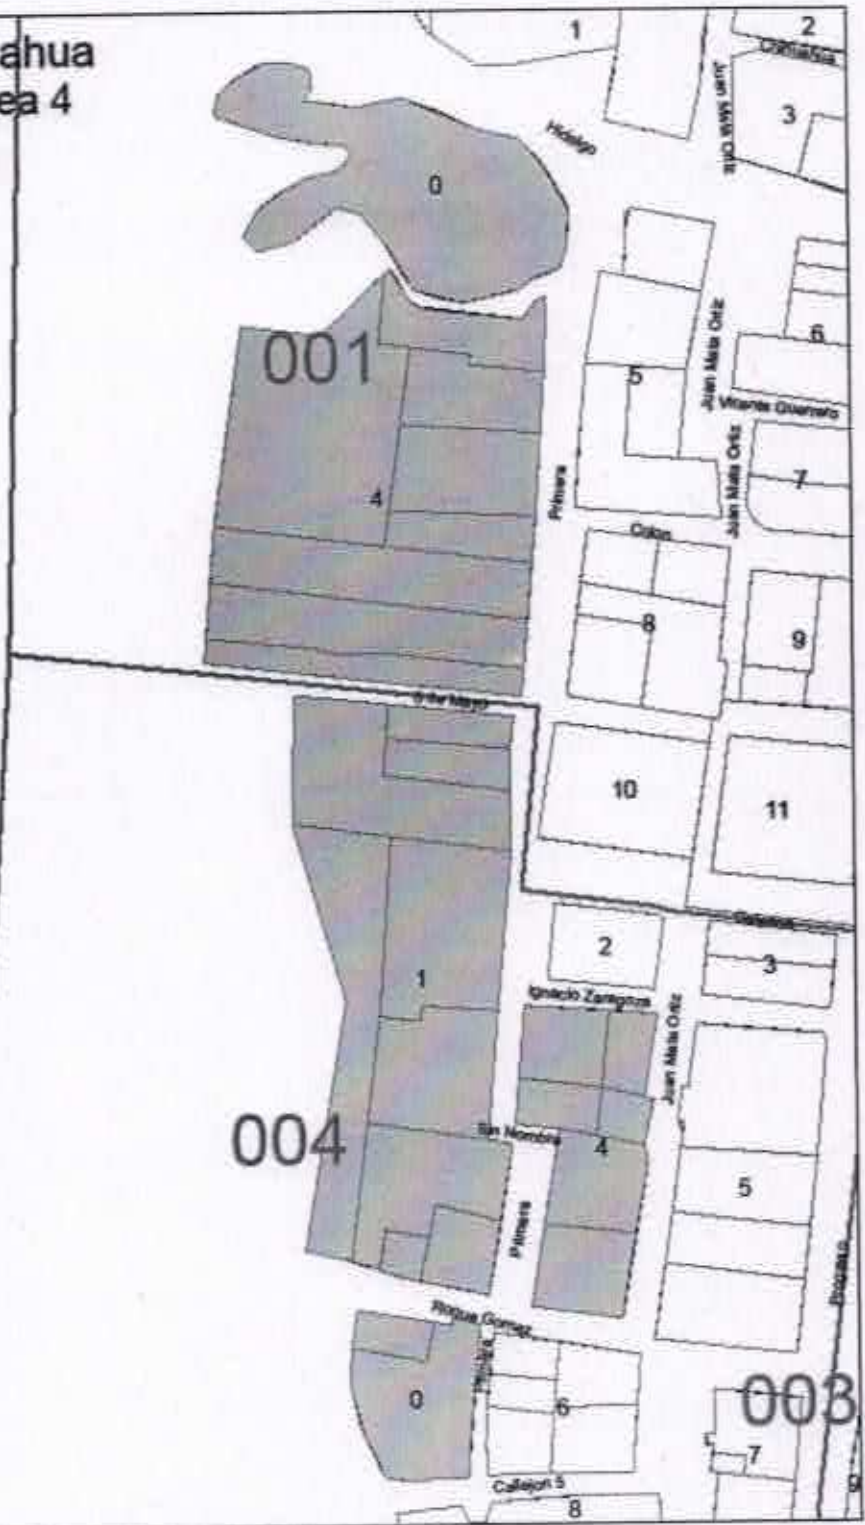 ahua
ea 4
1
2
3
Hidalgo
Juan Mata Ortiz
0
001
Juan Mata Ortiz
6
5
Vicente Guerrero
4
Primera
Juan Mata Ortiz
7
Colon
8
9
5 de Mayo
10
11
2
3
1
Ignacio Zaragoza
Juan Mata Ortiz
004
Sin Nombre
4
5
Primera
Roque Gomez
0
6
003
7
Callejon 5
8
9